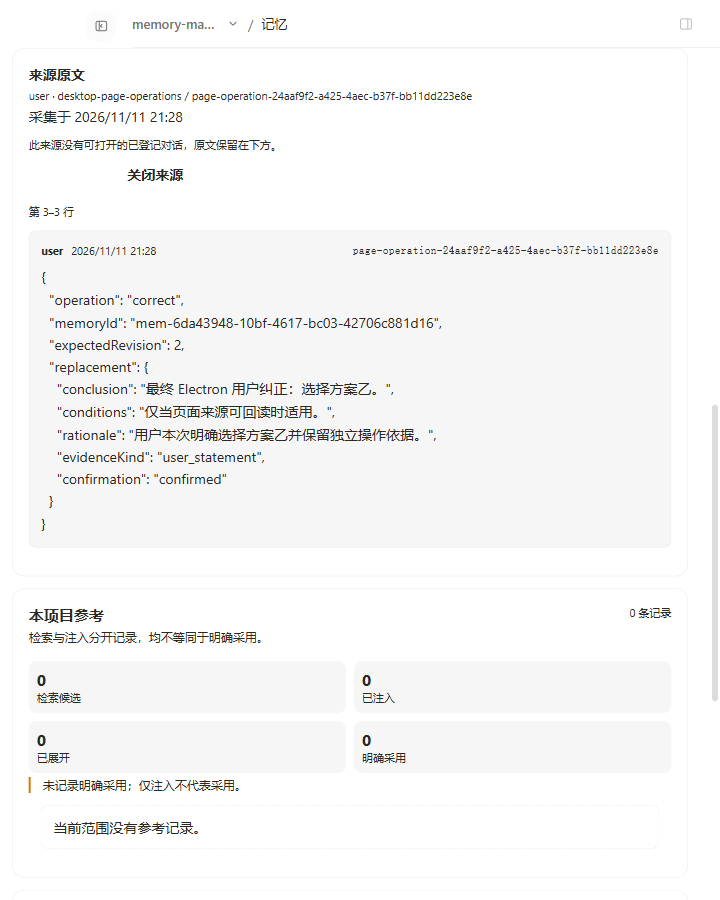 memory-ma... / 记忆
来源原文
user · desktop-page-operations / page-operation-24aaf9f2-a425-4aec-b37f-bb11dd223e8e
采集于 2026/11/11 21:28
此来源没有可打开的已登记对话，原文保留在下方。
关闭来源
第 3–3 行
user 2026/11/11 21:28 page-operation-24aaf9f2-a425-4aec-b37f-bb11dd223e8e
{
"operation": "correct",
"memoryId": "mem-6da43948-10bf-4617-bc03-42706c881d16",
"expectedRevision": 2,
"replacement": {
"conclusion": "最终 Electron 用户纠正：选择方案乙。",
"conditions": "仅当页面来源可回读时适用。",
"rationale": "用户本次明确选择方案乙并保留独立操作依据。",
"evidenceKind": "user_statement",
"confirmation": "confirmed"
}
}
本项目参考 0 条记录
检索与注入分开记录，均不等同于明确采用。
0 0
检索候选 已注入
0 0
已展开 明确采用
未记录明确采用；仅注入不代表采用。
当前范围没有参考记录。